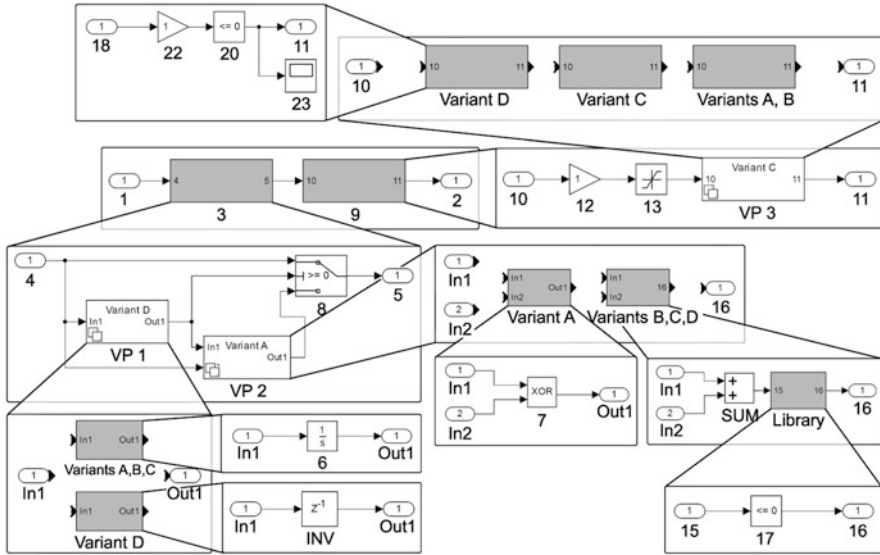 1 1 <= 0 1
18 22 20 11
23
1 10 11 10 11 10 11 1
10 Variant D Variant C Variants A, B 11
1 4 5 10 11 1
1 3 9 2
1 1 10 Variant C 11 1
10 12 13 VP 3 11
1 >= 0 1
4 8 5
In1 Variant D Out1
VP 1
In1 Variant A Out1
VP 2
1 In1 In2 Out1 In1 In2 16 1
In1 Variant A Variants B,C,D 16
2
In2
1 XOR 1
In1 7 Out1
2
In2
1 + + 15 16 1
In1 SUM Library 16
2
In2
In1 Out1
Variants A,B,C
1 1
In1 Out1
In1 Out1
Variant D
1 1/s 1
In1 6 Out1
1 Z-1 1
In1 INV Out1
1 <= 0 1
15 17 16